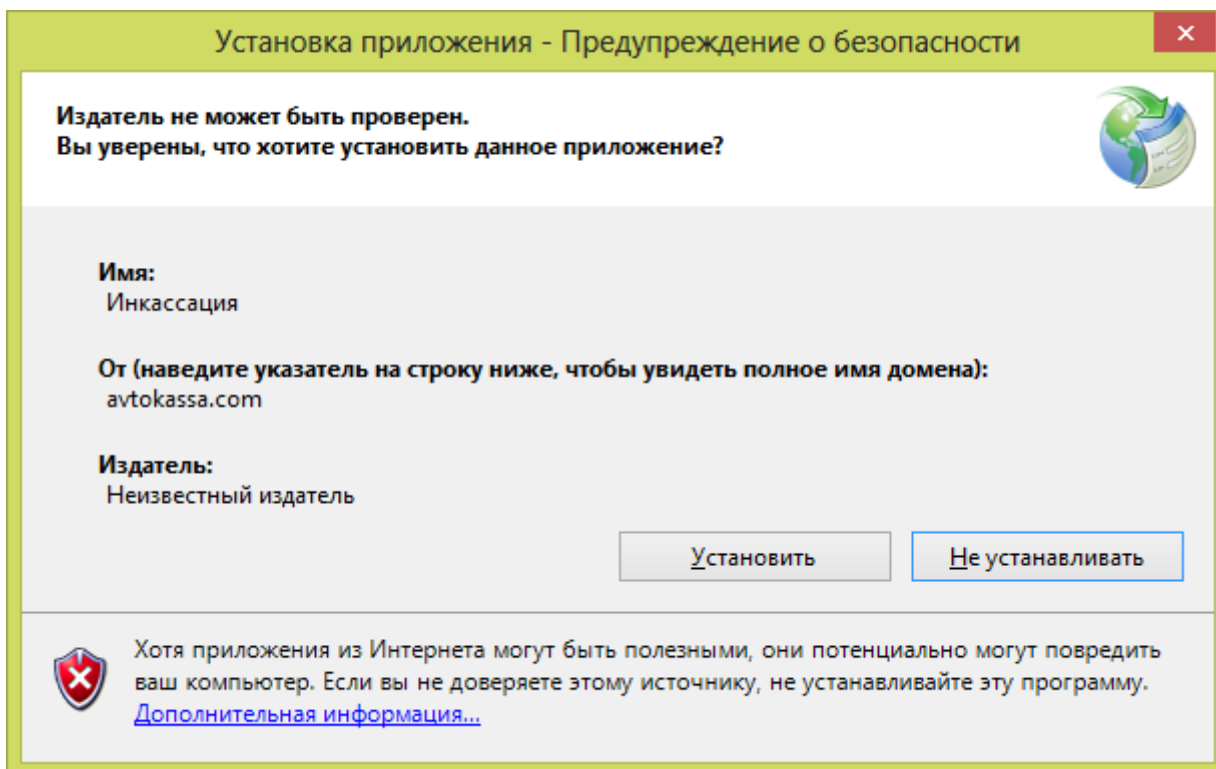 Установка приложения - Предупреждение о безопасности
Издатель не может быть проверен.
Вы уверены, что хотите установить данное приложение?
Имя:
Инкассация
От (наведите указатель на строку ниже, чтобы увидеть полное имя домена):
avtokassa.com
Издатель:
Неизвестный издатель
Установить
Не устанавливать
Хотя приложения из Интернета могут быть полезными, они потенциально могут повредить
ваш компьютер. Если вы не доверяете этому источнику, не устанавливайте эту программу.
Дополнительная информация...